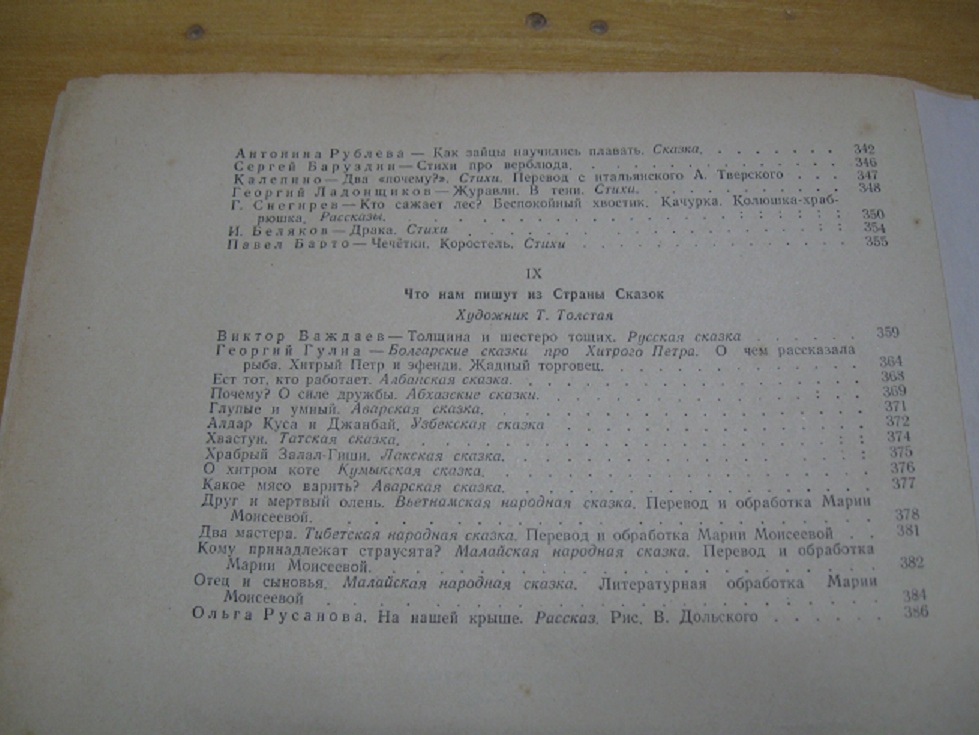 Антонина Рублева — Как зайцы научились плавать. Сказка. . . . . . . . 342
Сергей Баруздин — Стихи про верблюда. . . . . . . . . . . . . 346
Калепино — Два «почему?». Стихи. Перевод с итальянского А. Тверского . . . 347
Георгий Ладонщиков — Журавли. В тени. Стихи. . . . . . . . . . 348
Г. Снегирев — Кто сажает лес? Беспокойный хвостик. Качурка. Колюшка-храб-
рюшка. Рассказы. . . . . . . . . . . . . . . . 350
И. Беляков — Драка. Стихи . . . . . . . . . . . . . . 354
Павел Барто — Чечётки. Коростель. Стихи . . . . . . . . . . . 355
IX
Что нам пишут из Страны Сказок
Художник Т. Толстая
Виктор Важдаев — Толщина и шестеро тощих. Русская сказка . . . . . . 359
Георгий Гулиа — Болгарские сказки про Хитрого Петра. О чем рассказала
рыба. Хитрый Петр и эфенди. Жадный торговец. . . . . . . . . . 364
Ест тот, кто работает. Албанская сказка. . . . . . . . . . . . . 368
Почему? О силе дружбы. Абхазские сказки. . . . . . . . . . . . 369
Глупые и умный. Аварская сказка. . . . . . . . . . . . . . 371
Алдар Куса и Джанбай. Узбекская сказка . . . . . . . . . . . 372
Хвастун. Татская сказка. . . . . . . . . . . . . . . . 374
Храбрый Залал-Гиши. Лакская сказка. . . . . . . . . . . . . 375
О хитром коте Кумыкская сказка. . . . . . . . . . . . . . 376
Какое мясо варить? Аварская сказка. . . . . . . . . . . . . 377
Друг и мертвый олень. Вьетнамская народная сказка. Перевод и обработка Марии
Моисеевой. . . . . . . . . . . . . . . . . . . 378
Два мастера. Тибетская народная сказка. Перевод и обработка Марии Моисеевой . . 381
Кому принадлежат страусята? Малайская народная сказка. Перевод и обработка
Марии Моисеевой. . . . . . . . . . . . . . . . . 382
Отец и сыновья. Малайская народная сказка. Литературная обработка Марии
Моисеевой . . . . . . . . . . . . . . . . . . . 384
Ольга Русанова. На нашей крыше. Рассказ. Рис. В. Дольского . . . . . . 386